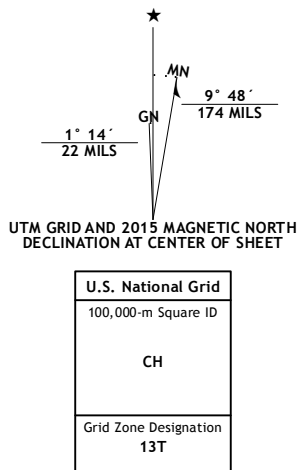 ★
MN
GN
9° 48´
174 MILS
1° 14´
22 MILS
UTM GRID AND 2015 MAGNETIC NORTH
DECLINATION AT CENTER OF SHEET
U.S. National Grid
100,000-m Square ID
CH
Grid Zone Designation
13T